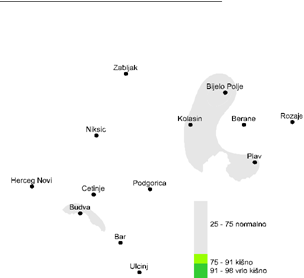 Zabljak
Bijelo Polje
Kolasin
Berane
Rozaje
Niksic
Plav
Herceg Novi
Cetinje
Podgorica
Budva
Bar
Ulcinj
25 - 75 normalno
75 - 91 kišno
91 - 98 vrlo kišno